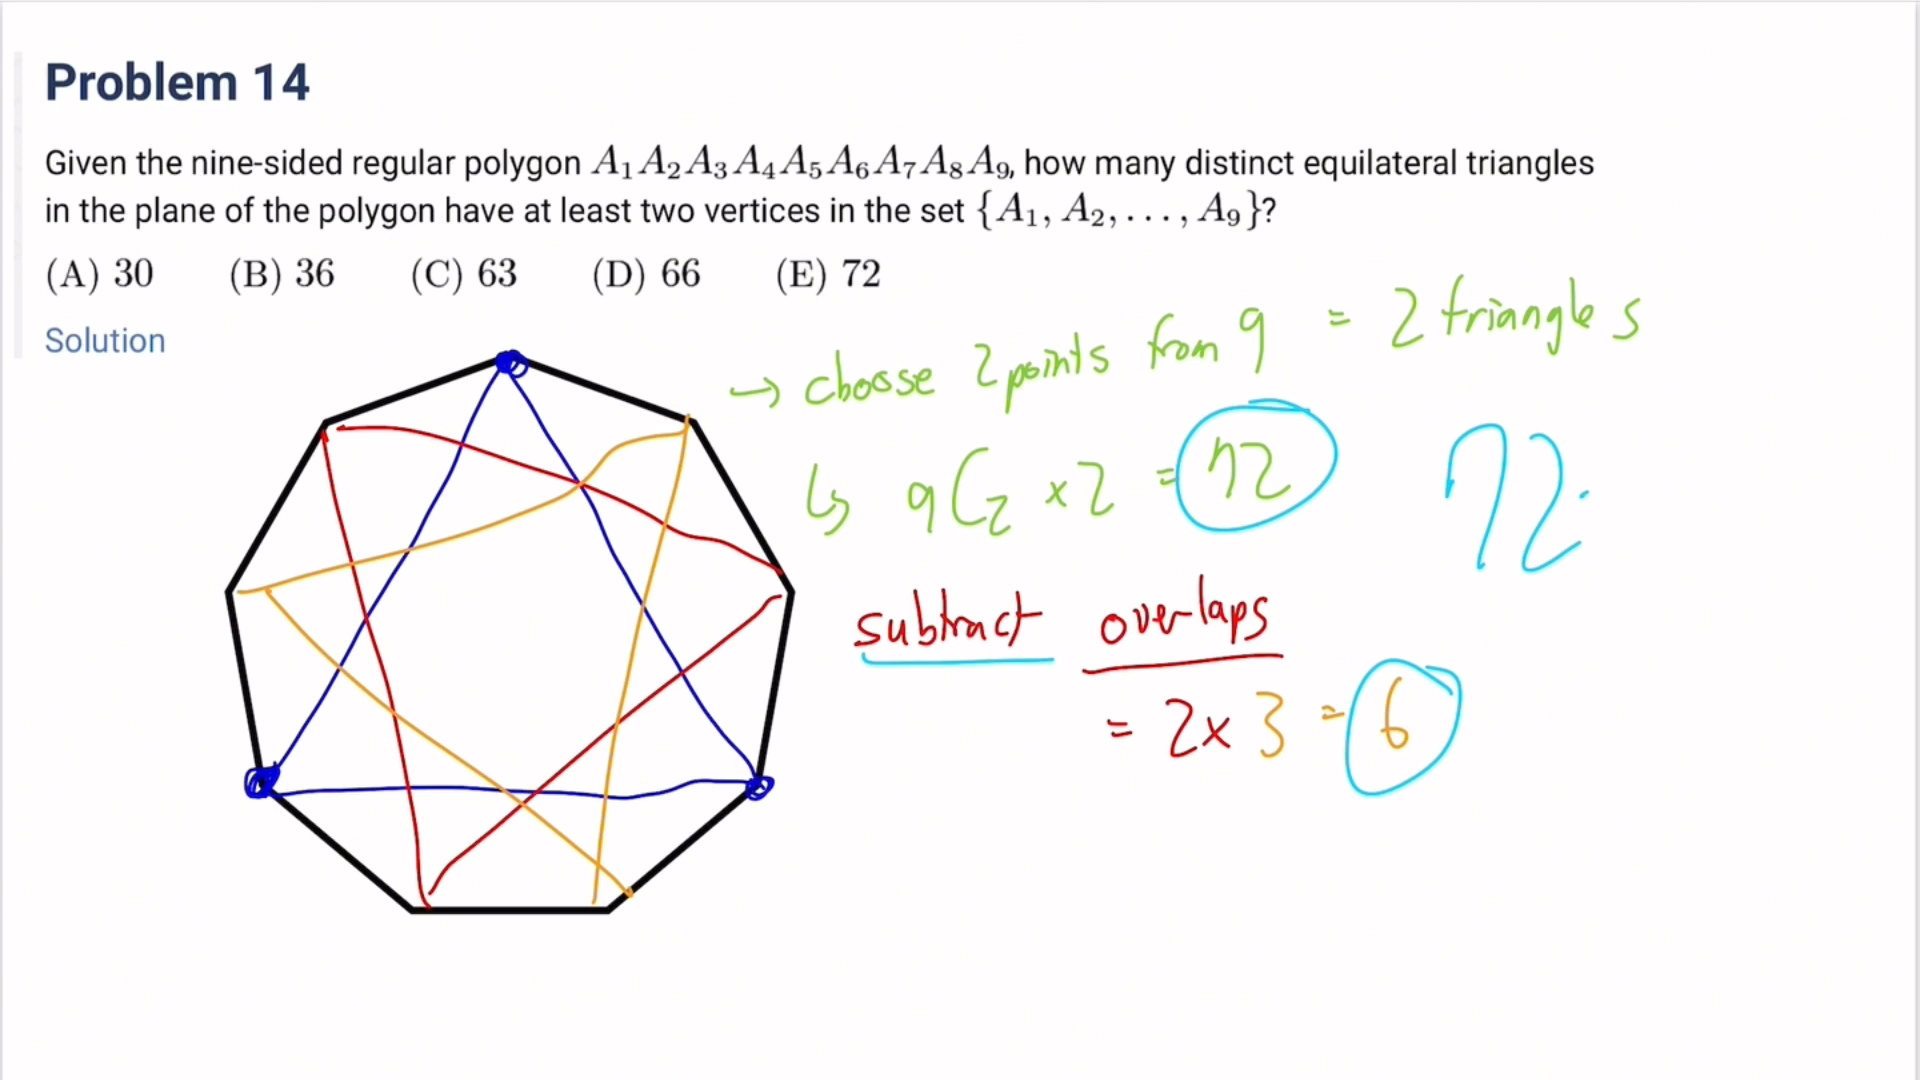 Problem 14
Given the nine-sided regular polygon A₁A₂A₃A₄A₅A₆A₇A₈A₉, how many distinct equilateral triangles
in the plane of the polygon have at least two vertices in the set {A₁, A₂, . . . , A₉}?
(A) 30 (B) 36 (C) 63 (D) 66 (E) 72
Solution
→ choose 2 points from 9 = 2 triangles
↳ 9C₂ × 2 = 72
72.
subtract overlaps
= 2 × 3 = 6